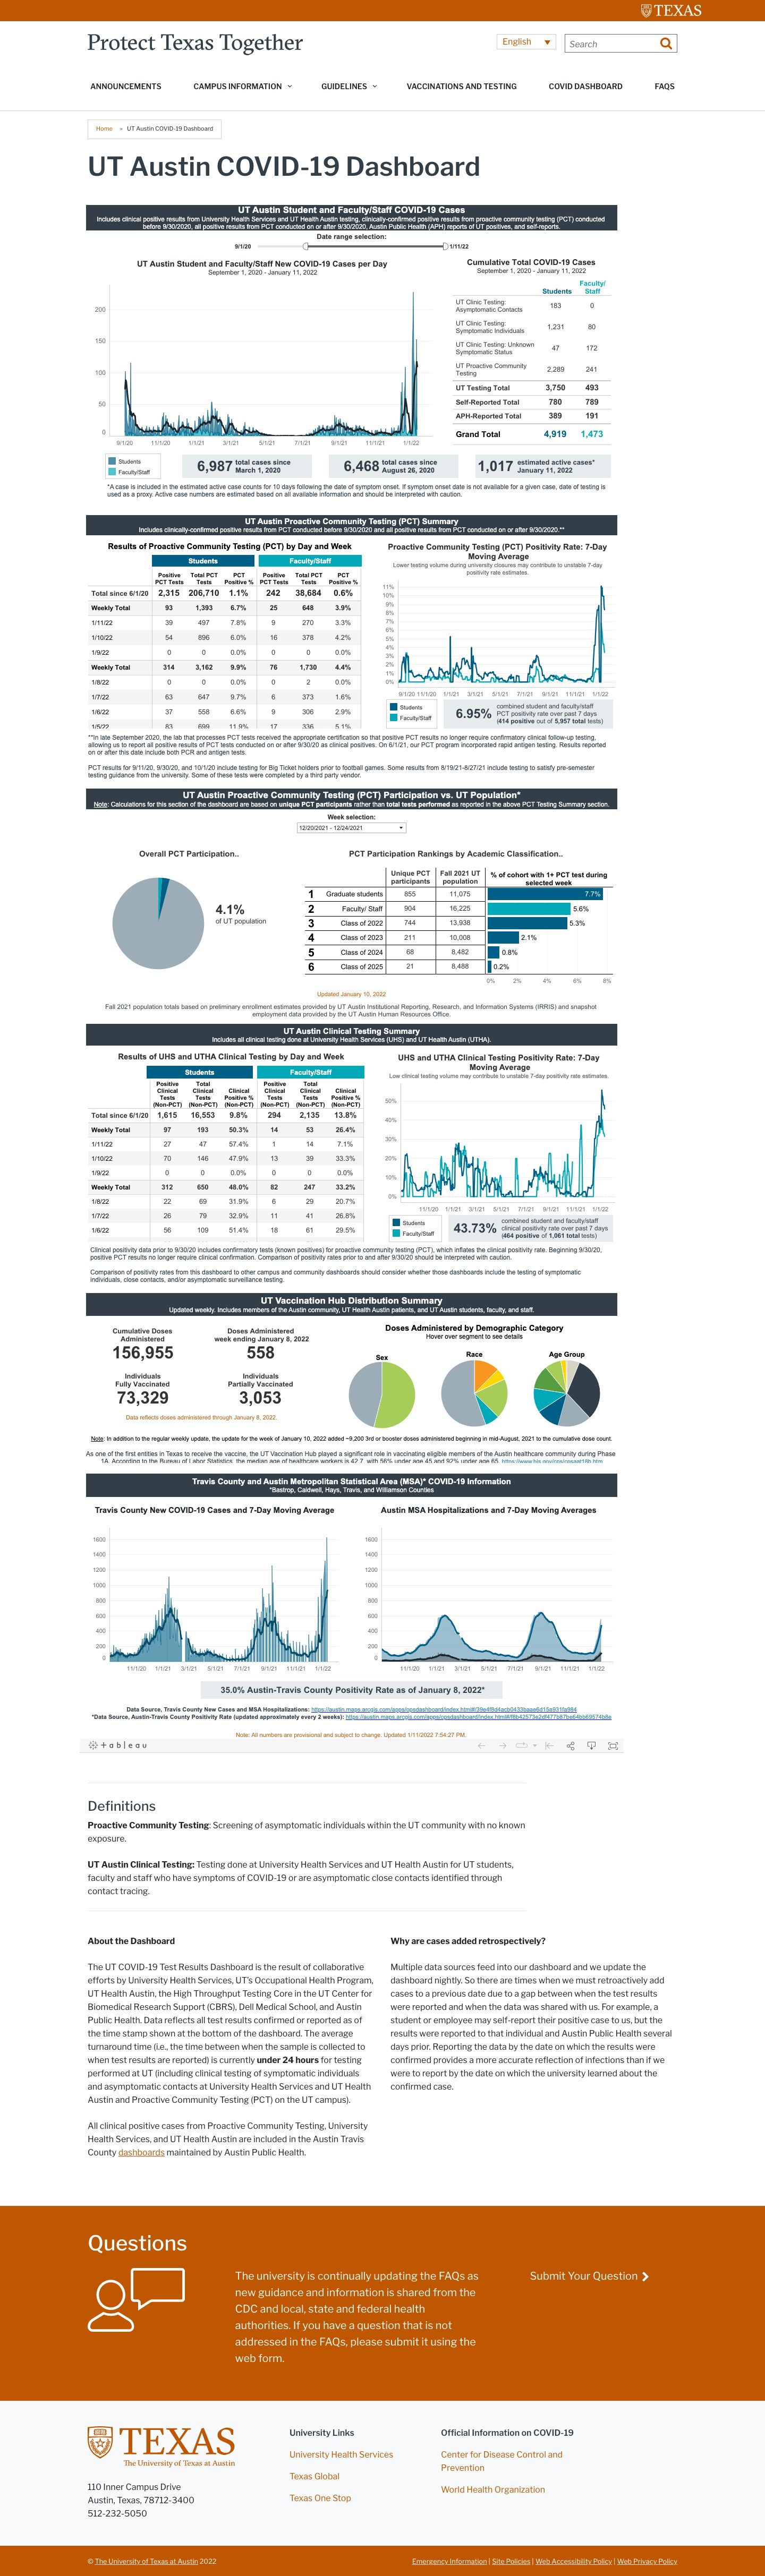 TEXAS
Protect Texas Together
English
Search
ANNOUNCEMENTS
CAMPUS INFORMATION
GUIDELINES
VACCINATIONS AND TESTING
COVID DASHBOARD
FAQS
Home » UT Austin COVID-19 Dashboard
UT Austin COVID-19 Dashboard
UT Austin Student and Faculty/Staff COVID-19 Cases
Includes clinical positive results from University Health Services and UT Health Austin testing, clinically-confirmed positive results from proactive community testing (PCT) conducted
before 9/30/2020, all positive results from PCT conducted on or after 9/30/2020, Austin Public Health (APH) reports of UT positives, and self-reports.
Date range selection:
9/1/20 1/11/22
UT Austin Student and Faculty/Staff New COVID-19 Cases per Day
September 1, 2020 - January 11, 2022
200
150
100
50
0
9/1/20 11/1/20 1/1/21 3/1/21 5/1/21 7/1/21 9/1/21 11/1/21 1/1/22
Cumulative Total COVID-19 Cases
September 1, 2020 - January 11, 2022
Students Faculty/ Staff
UT Clinic Testing: Asymptomatic Contacts 183 0
UT Clinic Testing: Symptomatic Individuals 1,231 80
UT Clinic Testing: Unknown Symptomatic Status 47 172
UT Proactive Community Testing 2,289 241
UT Testing Total 3,750 493
Self-Reported Total 780 789
APH-Reported Total 389 191
Grand Total 4,919 1,473
Students
Faculty/Staff
6,987 total cases since March 1, 2020
6,468 total cases since August 26, 2020
1,017 estimated active cases* January 11, 2022
*A case is included in the estimated active case counts for 10 days following the date of symptom onset. If symptom onset date is not available for a given case, date of testing is
used as a proxy. Active case numbers are estimated based on all available information and should be interpreted with caution.
UT Austin Proactive Community Testing (PCT) Summary
Includes clinically-confirmed positive results from PCT conducted before 9/30/2020 and all positive results from PCT conducted on or after 9/30/2020.**
Results of Proactive Community Testing (PCT) by Day and Week
Students Faculty/Staff
Positive PCT Tests Total PCT Tests PCT Positive % Positive PCT Tests Total PCT Tests PCT Positive %
Total since 6/1/20 2,315 206,710 1.1% 242 38,684 0.6%
Weekly Total 93 1,393 6.7% 25 648 3.9%
1/11/22 39 497 7.8% 9 270 3.3%
1/10/22 54 896 6.0% 16 378 4.2%
1/9/22 0 0 0.0% 0 0 0.0%
Weekly Total 314 3,162 9.9% 76 1,730 4.4%
1/8/22 0 0 0.0% 0 2 0.0%
1/7/22 63 647 9.7% 6 373 1.6%
1/6/22 37 558 6.6% 9 306 2.9%
1/5/22 83 699 11.9% 17 336 5.1%
Proactive Community Testing (PCT) Positivity Rate: 7-Day
Moving Average
Lower testing volume during university closures may contribute to unstable 7-day
positivity rate estimates.
11%
10%
9%
8%
7%
6%
5%
4%
3%
2%
1%
0%
9/1/20 11/1/20 1/1/21 3/1/21 5/1/21 7/1/21 9/1/21 11/1/21 1/1/22
Students
Faculty/Staff
6.95% combined student and faculty/staff
PCT positivity rate over past 7 days
(414 positive out of 5,957 total tests)
**In late September 2020, the lab that processes PCT tests received the appropriate certification so that positive PCT results no longer require confirmatory clinical follow-up testing,
allowing us to report all positive results of PCT tests conducted on or after 9/30/20 as clinical positives. On 6/1/21, our PCT program incorporated rapid antigen testing. Results reported
on or after this date include both PCR and antigen tests.
PCT results for 9/11/20, 9/30/20, and 10/1/20 include testing for Big Ticket holders prior to football games. Some results from 8/19/21-8/27/21 include testing to satisfy pre-semester
testing guidance from the university. Some of these tests were completed by a third party vendor.
UT Austin Proactive Community Testing (PCT) Participation vs. UT Population*
Note: Calculations for this section of the dashboard are based on unique PCT participants rather than total tests performed as reported in the above PCT Testing Summary section.
Week selection:
12/20/2021 - 12/24/2021
Overall PCT Participation..
4.1%
of UT population
PCT Participation Rankings by Academic Classification..
Unique PCT participants Fall 2021 UT population % of cohort with 1+ PCT test during selected week
1 Graduate students 855 11,075 7.7%
2 Faculty/ Staff 904 16,225 5.6%
3 Class of 2022 744 13,938 5.3%
4 Class of 2023 211 10,008 2.1%
5 Class of 2024 68 8,482 0.8%
6 Class of 2025 21 8,488 0.2%
0% 2% 4% 6% 8%
Updated January 10, 2022
Fall 2021 population totals based on preliminary enrollment estimates provided by UT Austin Institutional Reporting, Research, and Information Systems (IRRIS) and snapshot
employment data provided by the UT Austin Human Resources Office.
UT Austin Clinical Testing Summary
Includes all clinical testing done at University Health Services (UHS) and UT Health Austin (UTHA).
Results of UHS and UTHA Clinical Testing by Day and Week
Students Faculty/Staff
Positive Clinical Tests (Non-PCT) Total Clinical Tests (Non-PCT) Clinical Positive % (Non-PCT) Positive Clinical Tests (Non-PCT) Total Clinical Tests (Non-PCT) Clinical Positive % (Non-PCT)
Total since 6/1/20 1,615 16,553 9.8% 294 2,135 13.8%
Weekly Total 97 193 50.3% 14 53 26.4%
1/11/22 27 47 57.4% 1 14 7.1%
1/10/22 70 146 47.9% 13 39 33.3%
1/9/22 0 0 0.0% 0 0 0.0%
Weekly Total 312 650 48.0% 82 247 33.2%
1/8/22 22 69 31.9% 6 29 20.7%
1/7/22 26 79 32.9% 11 41 26.8%
1/6/22 56 109 51.4% 18 61 29.5%
UHS and UTHA Clinical Testing Positivity Rate: 7-Day
Moving Average
Low clinical testing volume may contribute to unstable 7-day positivity rate estimates.
50%
40%
30%
20%
10%
0%
11/1/20 1/1/21 3/1/21 5/1/21 7/1/21 9/1/21 11/1/21 1/1/22
Students
Faculty/Staff
43.73% combined student and faculty/staff
clinical positivity rate over past 7 days
(464 positive of 1,061 total tests)
Clinical positivity data prior to 9/30/20 includes confirmatory tests (known positives) for proactive community testing (PCT), which inflates the clinical positivity rate. Beginning 9/30/20,
positive PCT results no longer require clinical confirmation. Comparison of positivity rates prior to and after 9/30/20 should be interpreted with caution.
Comparison of positivity rates from this dashboard to other campus and community dashboards should consider whether those dashboards include the testing of symptomatic
individuals, close contacts, and/or asymptomatic surveillance testing.
UT Vaccination Hub Distribution Summary
Updated weekly. Includes members of the Austin community, UT Health Austin patients, and UT Austin students, faculty, and staff.
Cumulative Doses Administered
156,955
Doses Administered week ending January 8, 2022
558
Individuals Fully Vaccinated
73,329
Individuals Partially Vaccinated
3,053
Data reflects doses administered through January 8, 2022.
Doses Administered by Demographic Category
Hover over segment to see details
Sex Race Age Group
Note: In addition to the regular weekly update, the update for the week of January 10, 2022 added ~9,200 3rd or booster doses administered beginning in mid-August, 2021 to the cumulative dose count.
As one of the first entities in Texas to receive the vaccine, the UT Vaccination Hub played a significant role in vaccinating eligible members of the Austin healthcare community during Phase
1A. According to the Bureau of Labor Statistics, the median age of healthcare workers is 42.7, with 56% under age 45 and 92% under age 65.
Travis County and Austin Metropolitan Statistical Area (MSA)* COVID-19 Information
*Bastrop, Caldwell, Hays, Travis, and Williamson Counties
Travis County New COVID-19 Cases and 7-Day Moving Average
1600
1400
1200
1000
800
600
400
200
0
11/1/20 1/1/21 3/1/21 5/1/21 7/1/21 9/1/21 11/1/21 1/1/22
Austin MSA Hospitalizations and 7-Day Moving Averages
1600
1400
1200
1000
800
600
400
200
0
11/1/20 1/1/21 3/1/21 5/1/21 7/1/21 9/1/21 11/1/21 1/1/22
35.0% Austin-Travis County Positivity Rate as of January 8, 2022*
Data Source, Travis County New Cases and MSA Hospitalizations:
*Data Source, Austin-Travis County Positivity Rate (updated approximately every 2 weeks):
Note: All numbers are provisional and subject to change. Updated 1/11/2022 7:54:27 PM.
+ableau
Definitions
Proactive Community Testing: Screening of asymptomatic individuals within the UT community with no known
exposure.
UT Austin Clinical Testing: Testing done at University Health Services and UT Health Austin for UT students,
faculty and staff who have symptoms of COVID-19 or are asymptomatic close contacts identified through
contact tracing.
About the Dashboard
The UT COVID-19 Test Results Dashboard is the result of collaborative
efforts by University Health Services, UT's Occupational Health Program,
UT Health Austin, the High Throughput Testing Core in the UT Center for
Biomedical Research Support (CBRS), Dell Medical School, and Austin
Public Health. Data reflects all test results confirmed or reported as of
the time stamp shown at the bottom of the dashboard. The average
turnaround time (i.e., the time between when the sample is collected to
when test results are reported) is currently under 24 hours for testing
performed at UT (including clinical testing of symptomatic individuals
and asymptomatic contacts at University Health Services and UT Health
Austin and Proactive Community Testing (PCT) on the UT campus).
All clinical positive cases from Proactive Community Testing, University
Health Services, and UT Health Austin are included in the Austin Travis
County dashboards maintained by Austin Public Health.
Why are cases added retrospectively?
Multiple data sources feed into our dashboard and we update the
dashboard nightly. So there are times when we must retroactively add
cases to a previous date due to a gap between when the test results
were reported and when the data was shared with us. For example, a
student or employee may self-report their positive case to us, but the
results were reported to that individual and Austin Public Health several
days prior. Reporting the data by the date on which the results were
confirmed provides a more accurate reflection of infections than if we
were to report by the date on which the university learned about the
confirmed case.
Questions
The university is continually updating the FAQs as
new guidance and information is shared from the
CDC and local, state and federal health
authorities. If you have a question that is not
addressed in the FAQs, please submit it using the
web form.
Submit Your Question
TEXAS
The University of Texas at Austin
110 Inner Campus Drive
Austin, Texas, 78712-3400
512-232-5050
University Links
University Health Services
Texas Global
Texas One Stop
Official Information on COVID-19
Center for Disease Control and
Prevention
World Health Organization
© The University of Texas at Austin 2022
Emergency Information | Site Policies | Web Accessibility Policy | Web Privacy Policy